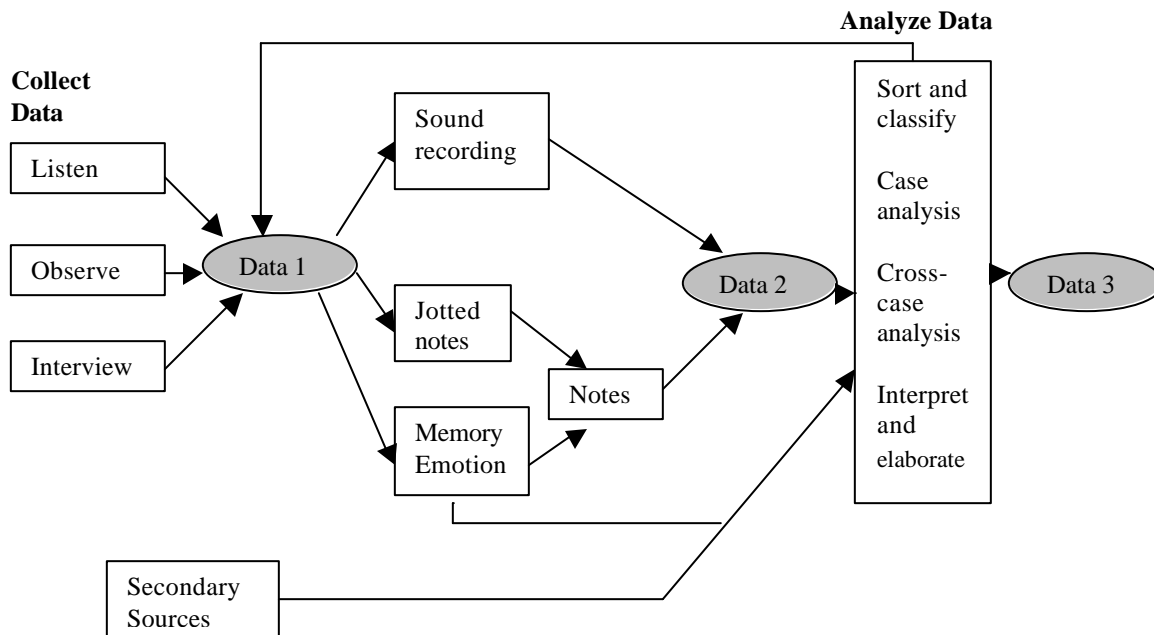 Analyze Data
Collect
Data
Listen
Observe
Interview
Data 1
Sound
recording
Jotted
notes
Memory
Emotion
Notes
Data 2
Sort and
classify
Case
analysis
Cross-
case
analysis
Interpret
and
elaborate
Data 3
Secondary
Sources